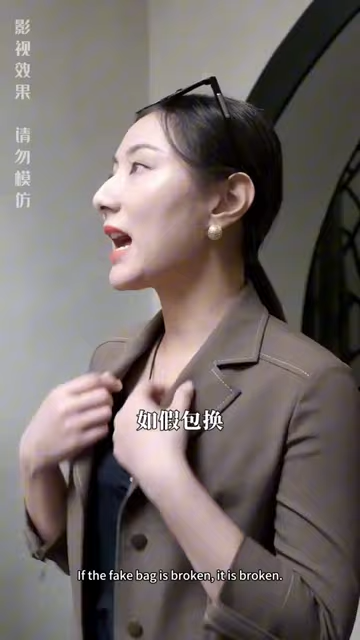 影视效果 请勿模仿
如假包换
If the fake bag is broken, it is broken.